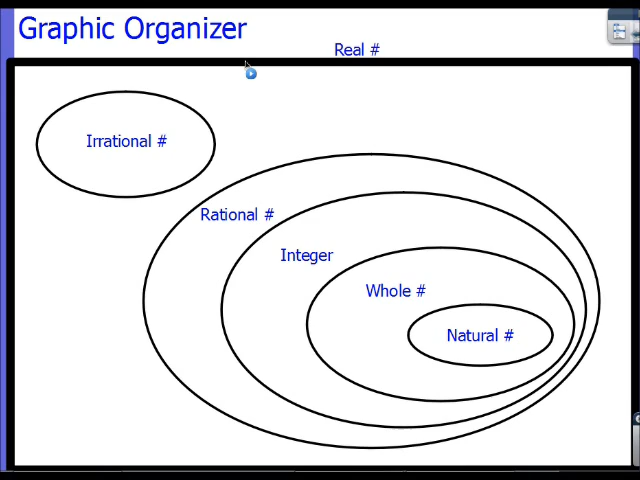 Graphic Organizer
Real #
Irrational #
Rational #
Integer
Whole #
Natural #